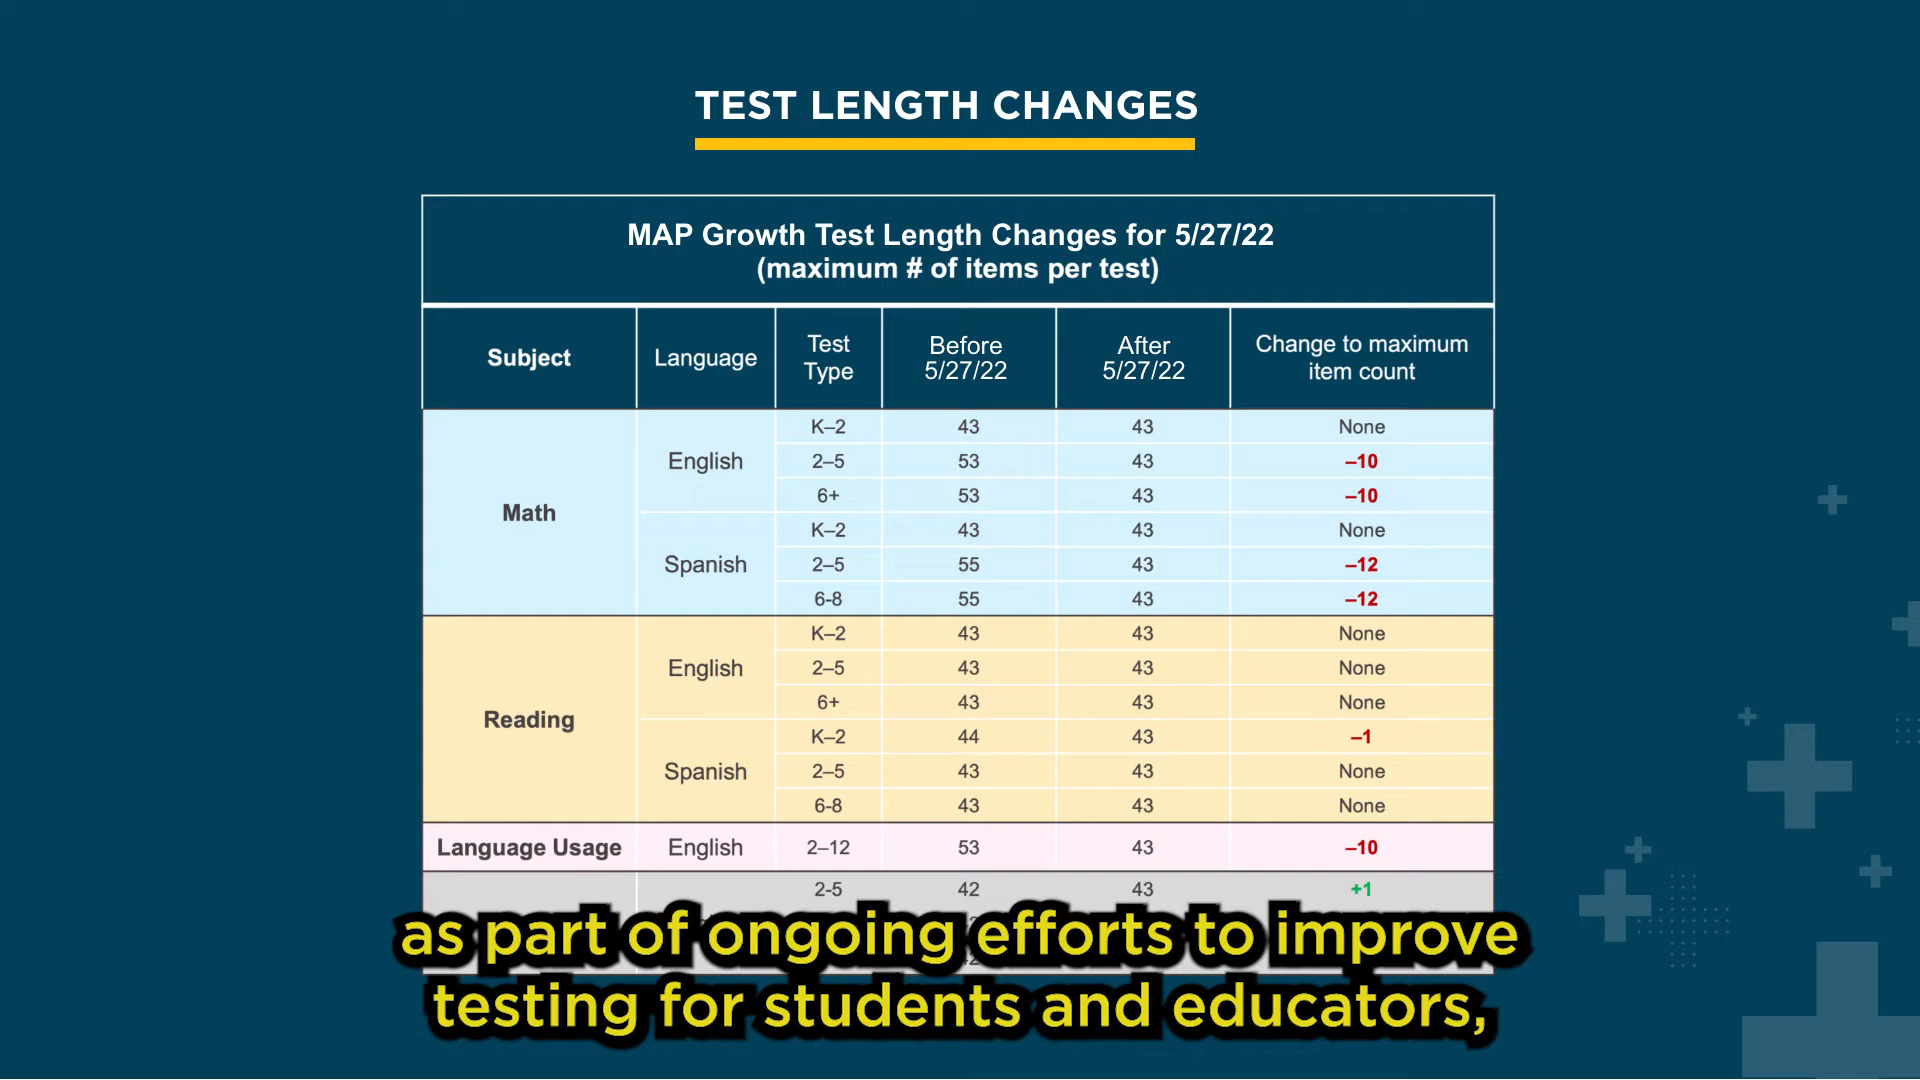 TEST LENGTH CHANGES
MAP Growth Test Length Changes for 5/27/22
(maximum # of items per test)
Subject Language Test Type Before 5/27/22 After 5/27/22 Change to maximum item count
Math English K–2 43 43 None
2–5 53 43 –10
6+ 53 43 –10
Spanish K–2 43 43 None
2–5 55 43 –12
6-8 55 43 –12
Reading English K–2 43 43 None
2–5 43 43 None
6+ 43 43 None
Spanish K–2 44 43 –1
2–5 43 43 None
6-8 43 43 None
Language Usage English 2–12 53 43 –10
2-5 42 43 +1
as part of ongoing efforts to improve
testing for students and educators,